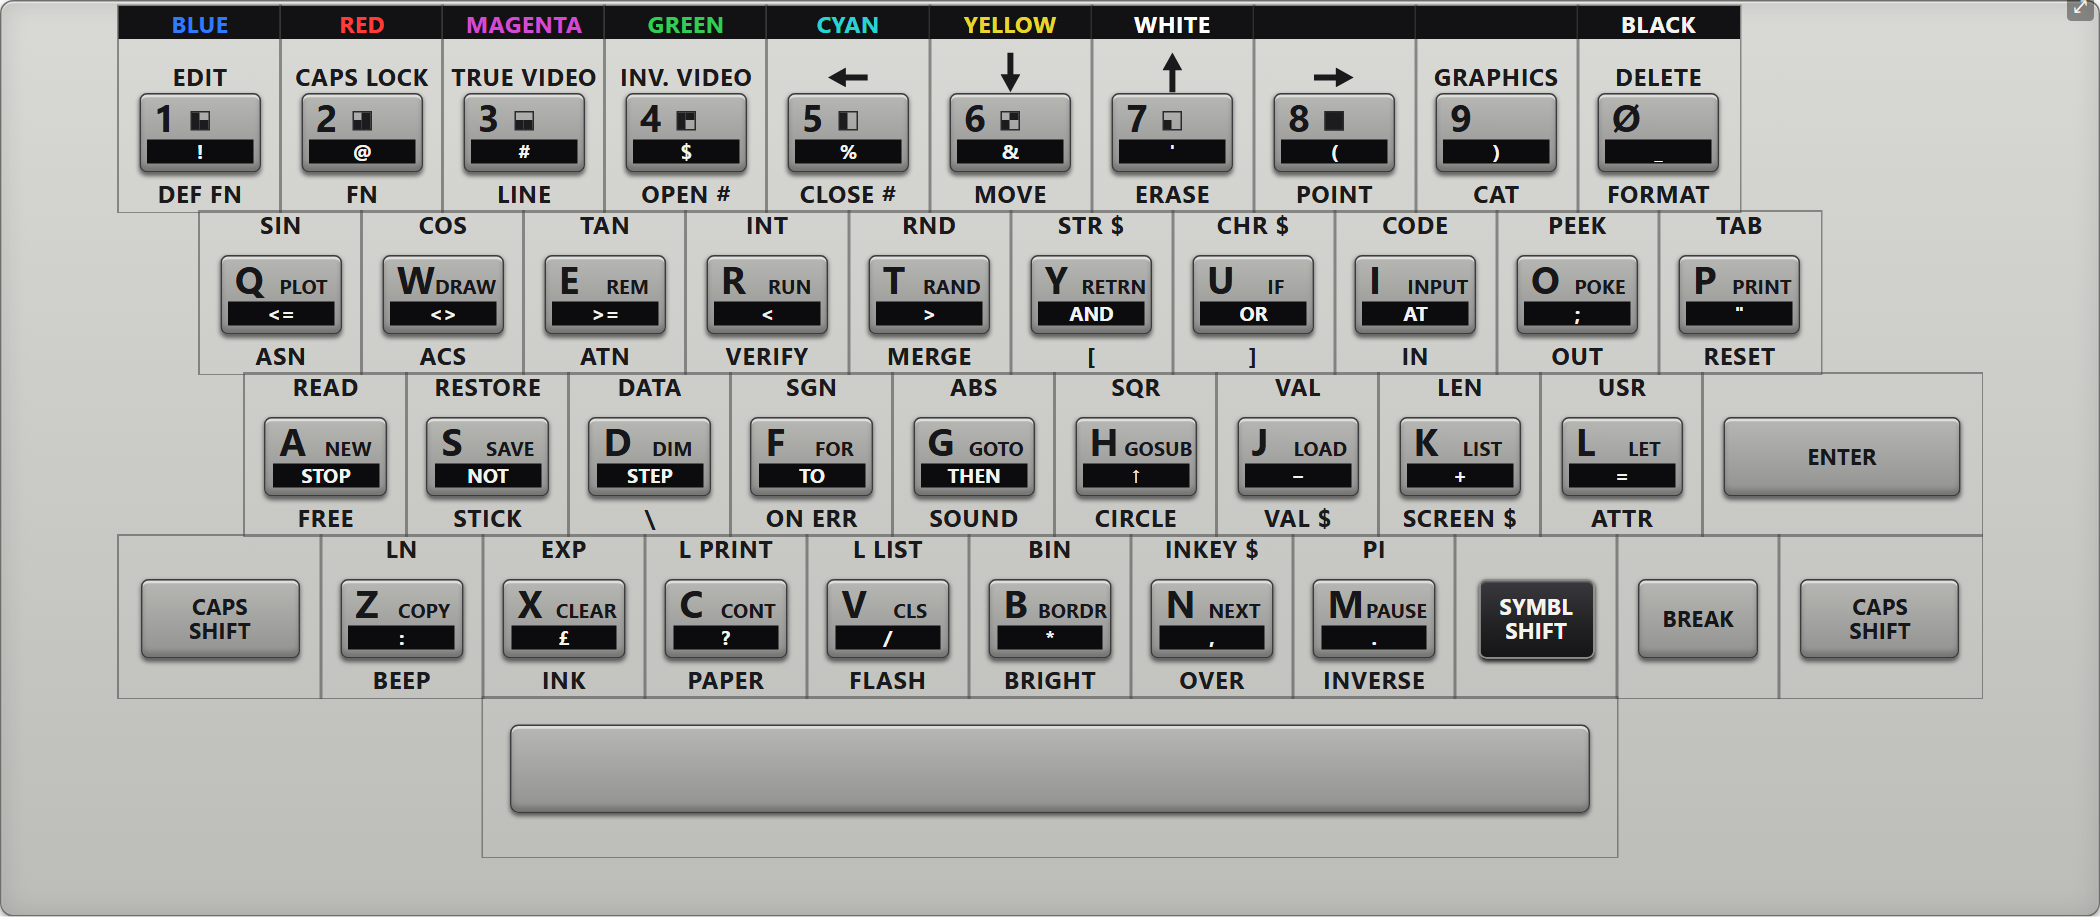 BLUE RED MAGENTA GREEN CYAN YELLOW WHITE BLACK
EDIT CAPS LOCK TRUE VIDEO INV. VIDEO ← ↓ ↑ → GRAPHICS DELETE
1 2 3 4 5 6 7 8 9 Ø
! @ # $ % & ' ( ) _
DEF FN FN LINE OPEN # CLOSE # MOVE ERASE POINT CAT FORMAT
SIN COS TAN INT RND STR $ CHR $ CODE PEEK TAB
Q PLOT W DRAW E REM R RUN T RAND Y RETRN U IF I INPUT O POKE P PRINT
<= <> >= < > AND OR AT ; "
ASN ACS ATN VERIFY MERGE [ ] IN OUT RESET
READ RESTORE DATA SGN ABS SQR VAL LEN USR
A NEW S SAVE D DIM F FOR G GOTO H GOSUB J LOAD K LIST L LET ENTER
STOP NOT STEP TO THEN ↑ − + =
FREE STICK \ ON ERR SOUND CIRCLE VAL $ SCREEN $ ATTR
LN EXP L PRINT L LIST BIN INKEY $ PI
CAPS SHIFT Z COPY X CLEAR C CONT V CLS B BORDR N NEXT M PAUSE SYMBL SHIFT BREAK CAPS SHIFT
: £ ? / * , .
BEEP INK PAPER FLASH BRIGHT OVER INVERSE